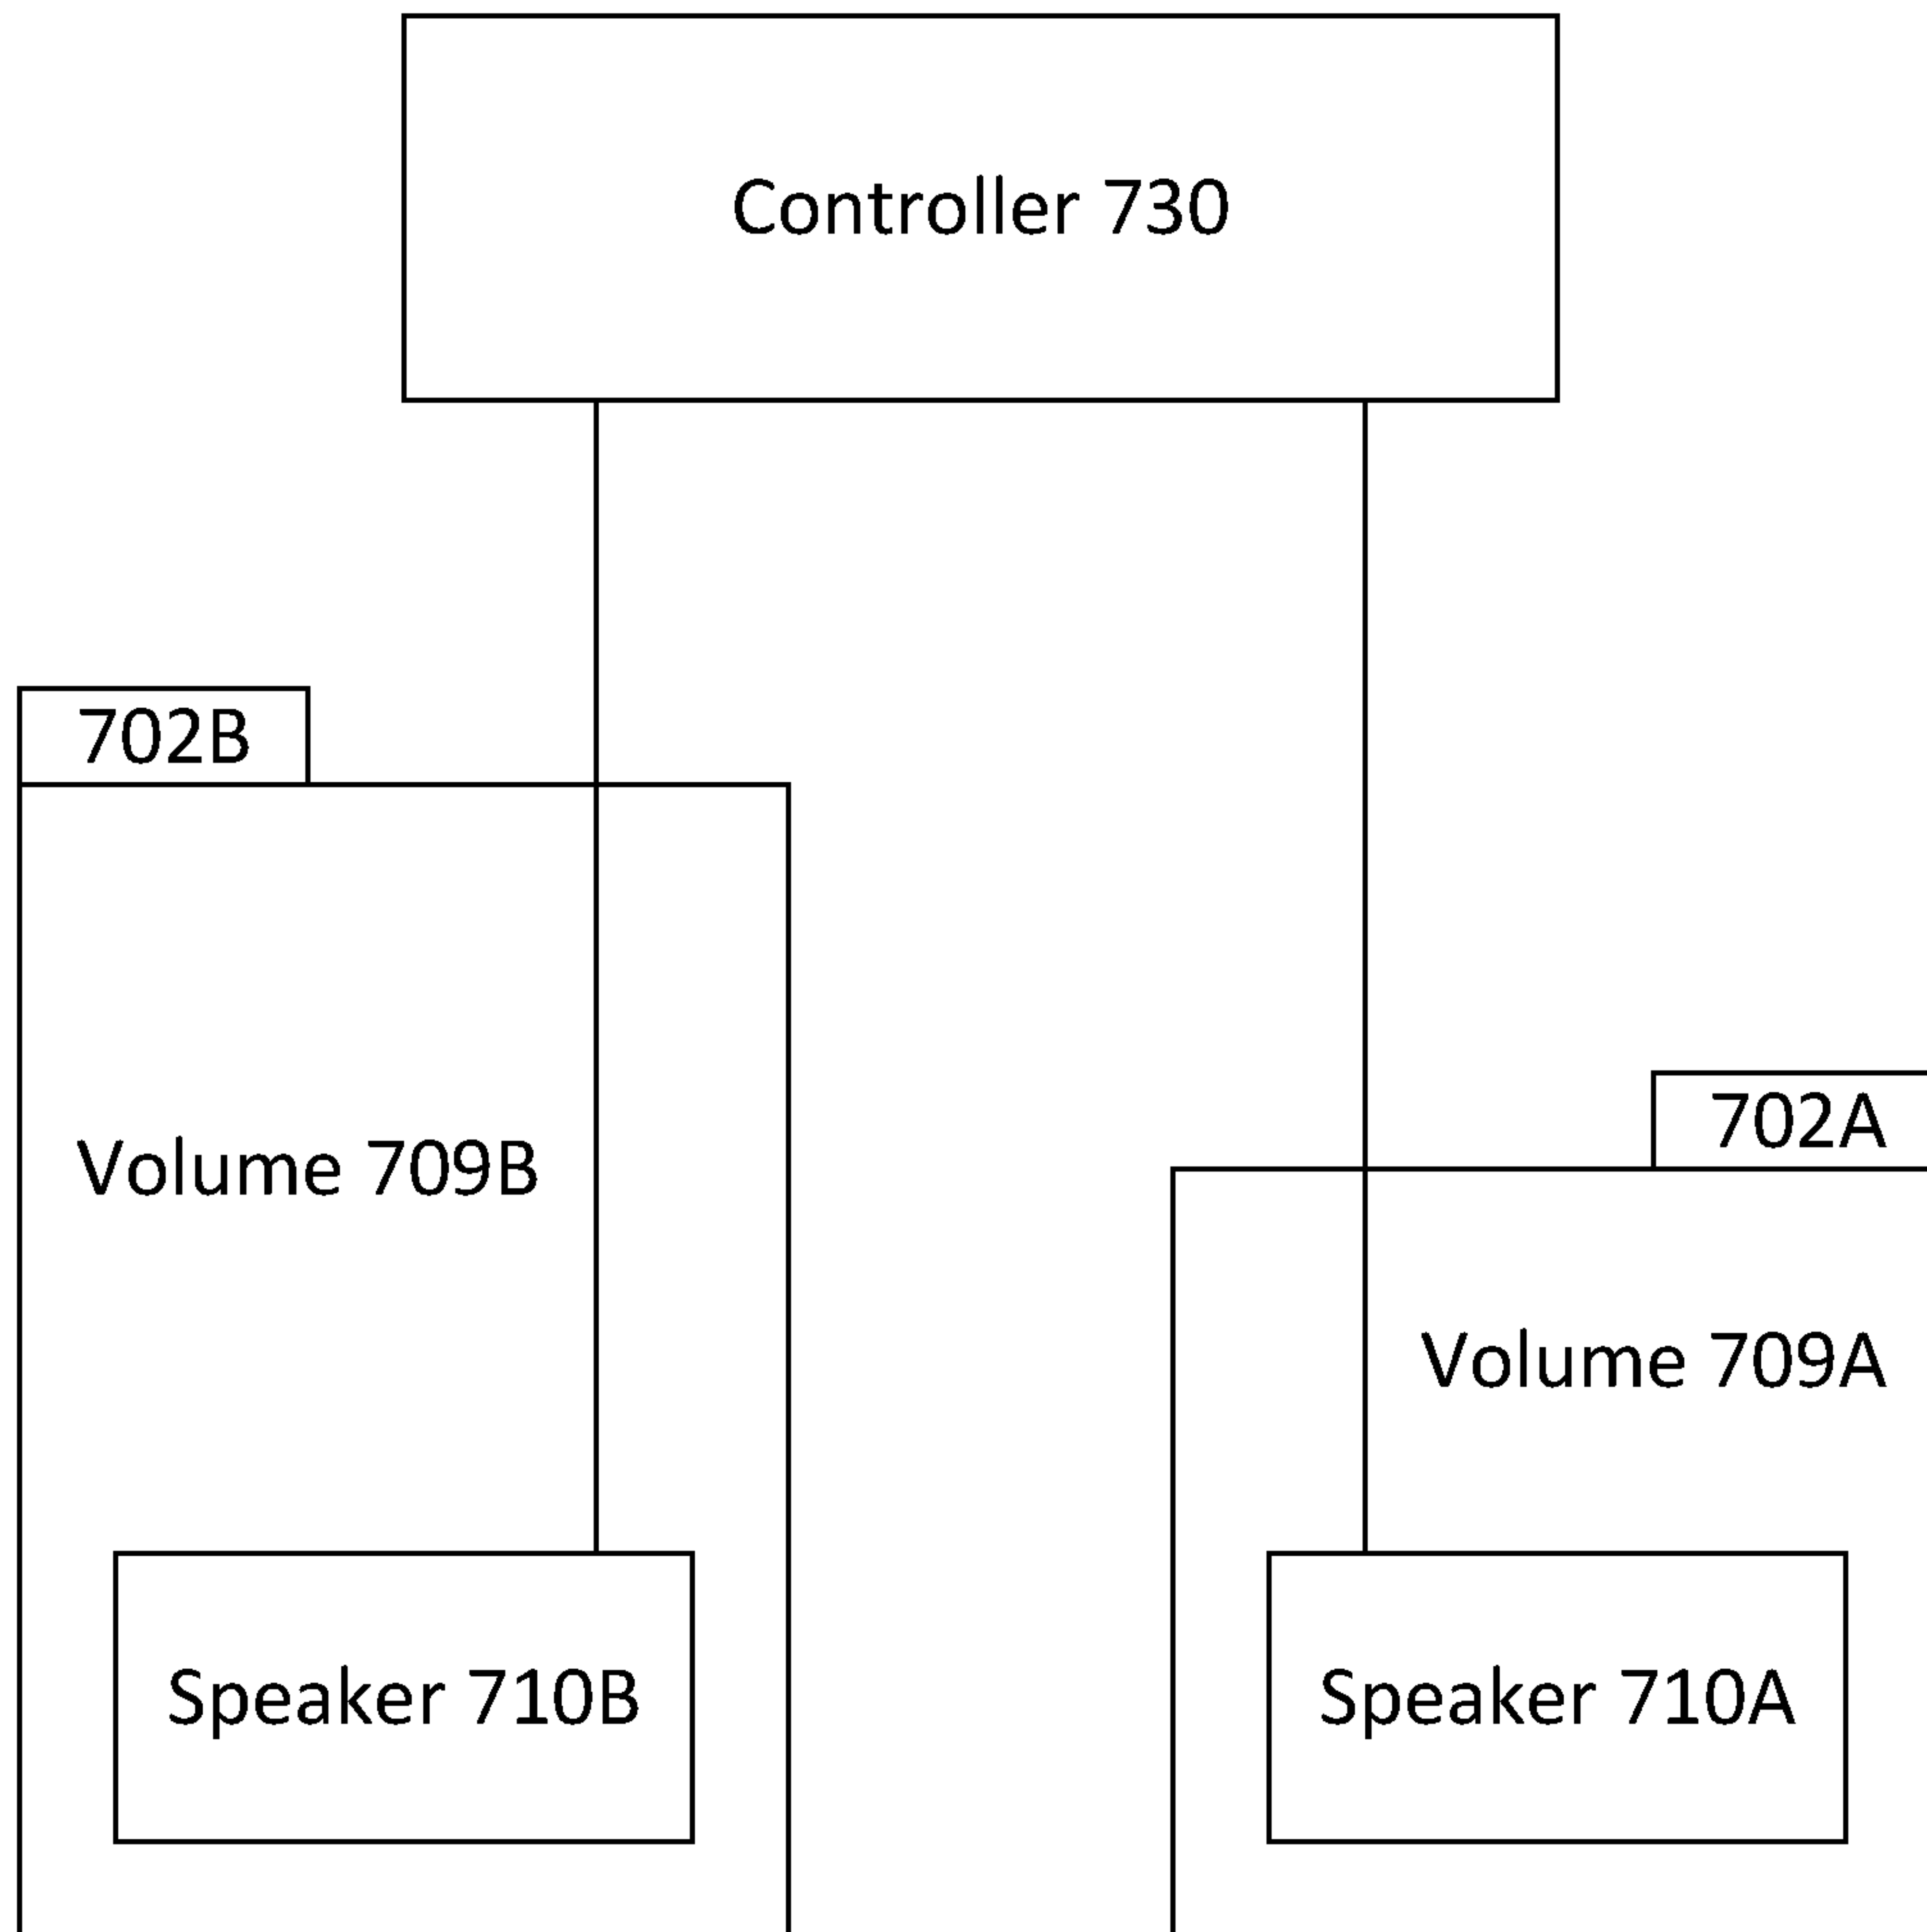 Controller 730
702B
702A
Volume 709B
Volume 709A
Speaker 710B
Speaker 710A